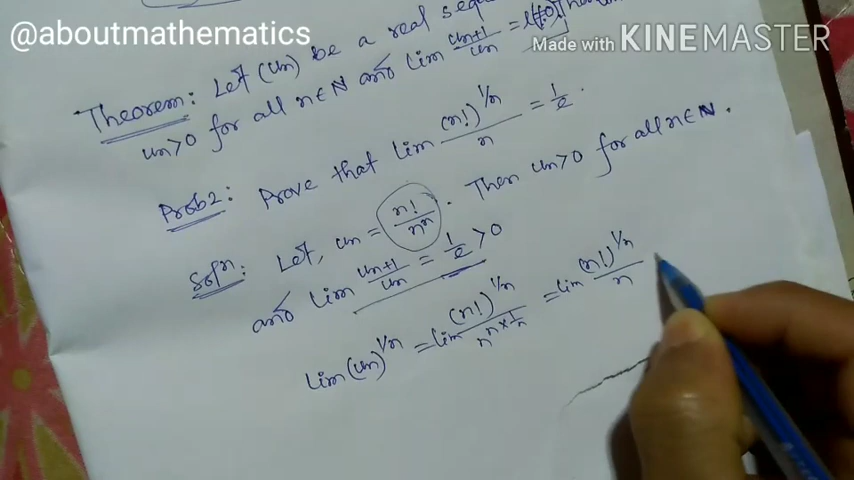 @aboutmathematics
Made with KINEMASTER
Theorem: Let (un) be a real
un>0 for all n∈N and lim un+1/un =
Prob2: Prove that lim (n!)^1/n / n = 1/e.
Solⁿ: Let, un = n!/nⁿ. Then un>0 for all n∈N.
and lim un+1/un = 1/e >0
lim(un)^1/n = lim (n!)^1/n / n^n×1/n = lim (n!)^1/n / n